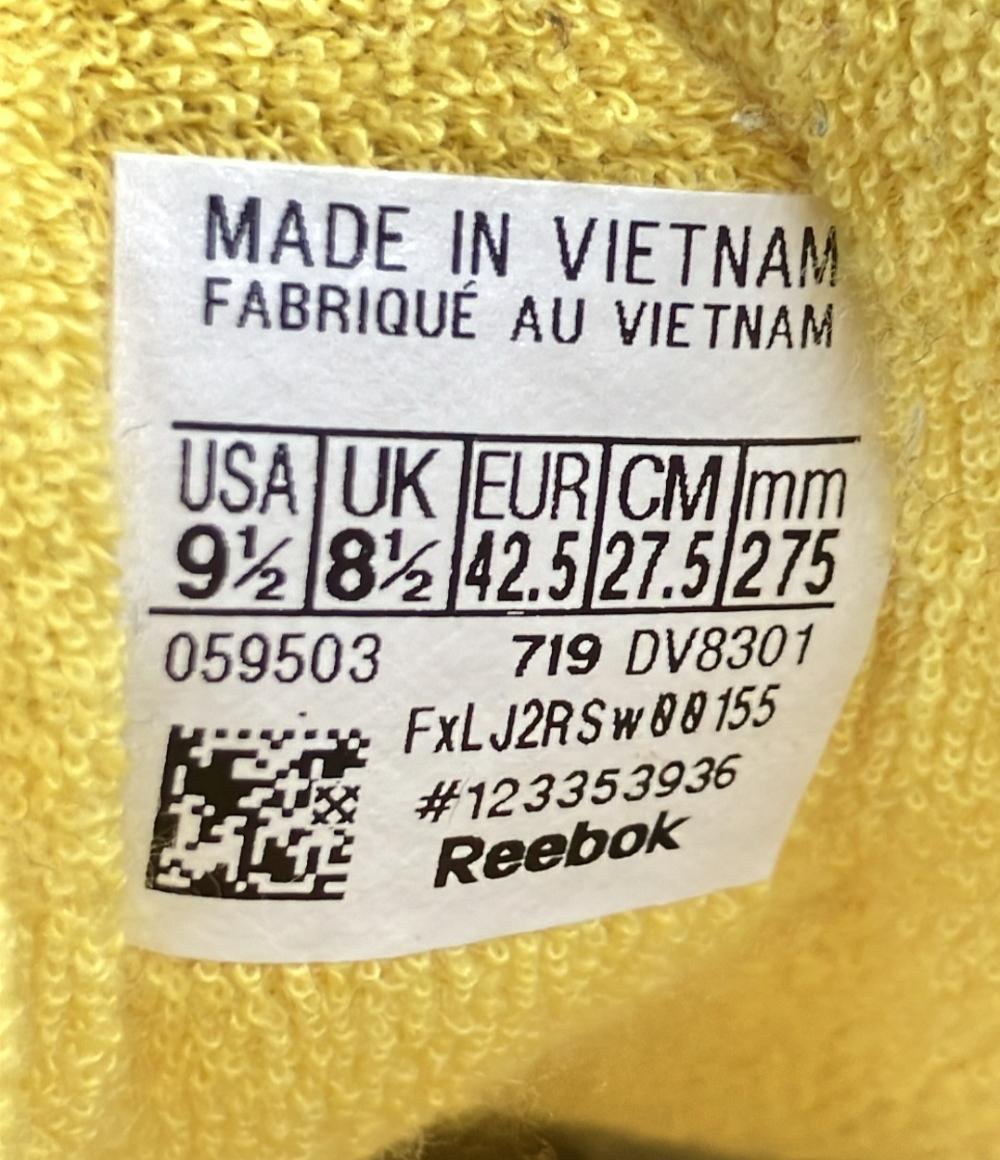 MADE IN VIETNAM
FABRIQUÉ AU VIETNAM
USA UK EUR CM mm
9½ 8½ 42.5 27.5 275
059503 719 DV8301
FxLJ2RSw00155
#123353936
Reebok